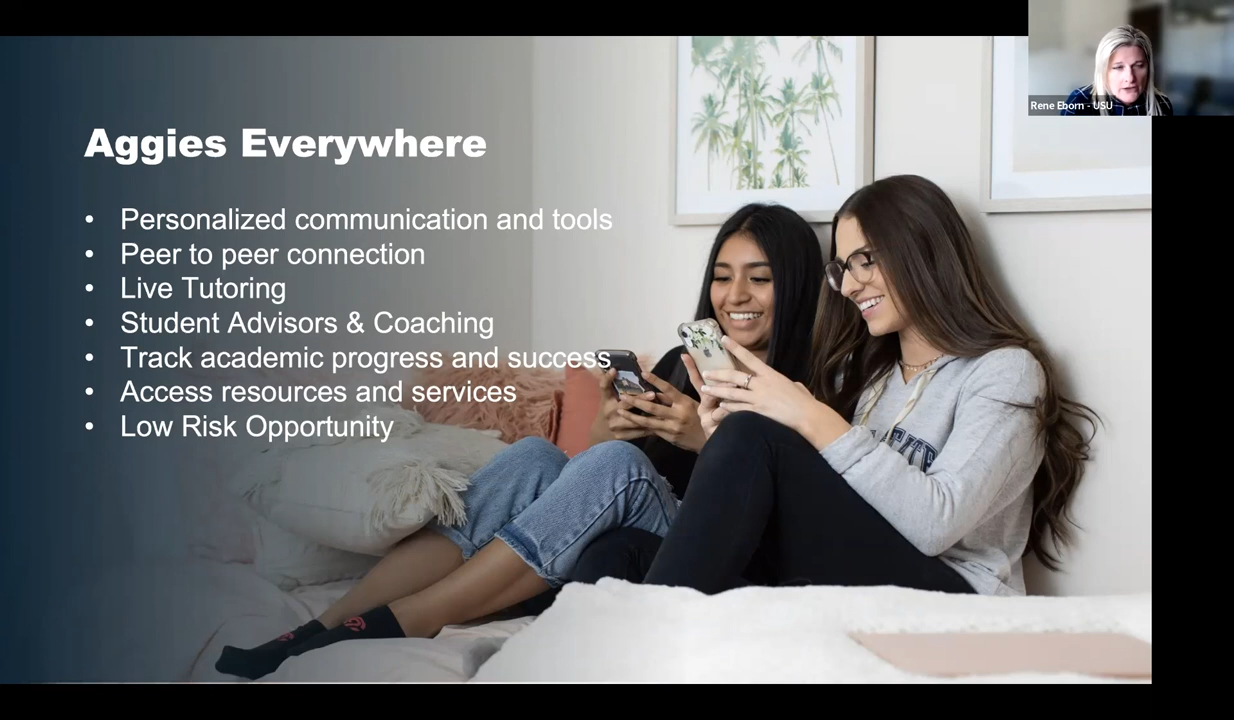 Rene Eborn - USU
Aggies Everywhere
• Personalized communication and tools
• Peer to peer connection
• Live Tutoring
• Student Advisors & Coaching
• Track academic progress and success
• Access resources and services
• Low Risk Opportunity